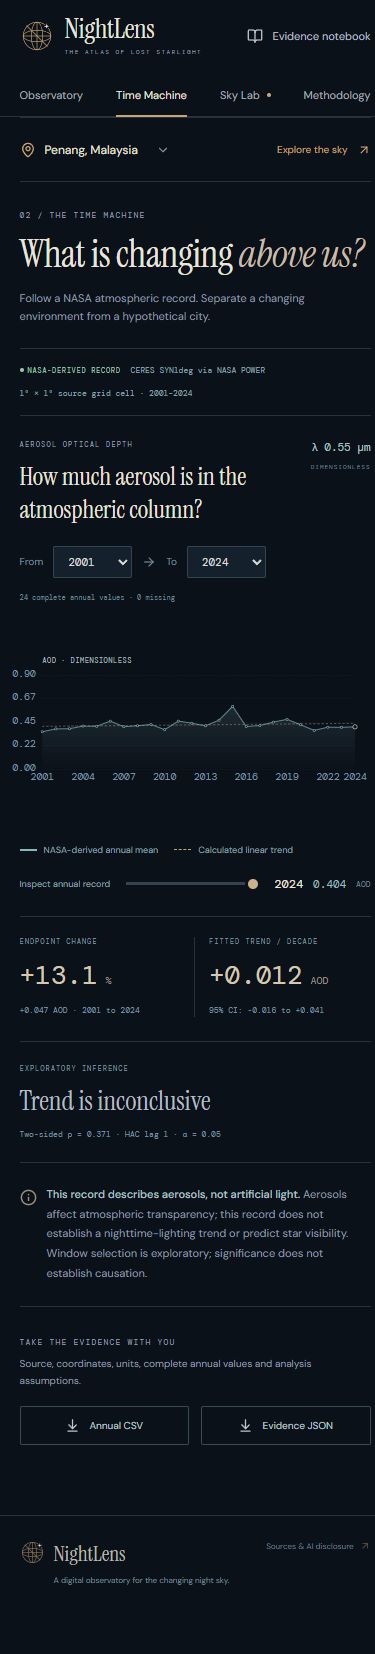 NightLens
THE ATLAS OF LOST STARLIGHT
Evidence notebook
Observatory Time Machine Sky Lab Methodology
Penang, Malaysia Explore the sky
02 / THE TIME MACHINE
What is changing above us?
Follow a NASA atmospheric record. Separate a changing
environment from a hypothetical city.
NASA-DERIVED RECORD CERES SYN1deg via NASA POWER
1° × 1° source grid cell · 2001–2024
AEROSOL OPTICAL DEPTH
λ 0.55 μm
DIMENSIONLESS
How much aerosol is in the
atmospheric column?
From 2001 → To 2024
24 complete annual values · 0 missing
AOD · DIMENSIONLESS
0.90
0.67
0.45
0.22
0.00
2001 2004 2007 2010 2013 2016 2019 2022 2024
NASA-derived annual mean Calculated linear trend
Inspect annual record 2024 0.404 AOD
ENDPOINT CHANGE
+13.1 %
+0.047 AOD · 2001 to 2024
FITTED TREND / DECADE
+0.012 AOD
95% CI: -0.016 to +0.041
EXPLORATORY INFERENCE
Trend is inconclusive
Two-sided p = 0.371 · HAC lag 1 · α = 0.05
This record describes aerosols, not artificial light. Aerosols
affect atmospheric transparency; this record does not
establish a nighttime-lighting trend or predict star visibility.
Window selection is exploratory; significance does not
establish causation.
TAKE THE EVIDENCE WITH YOU
Source, coordinates, units, complete annual values and analysis
assumptions.
Annual CSV Evidence JSON
NightLens
Sources & AI disclosure
A digital observatory for the changing night sky.